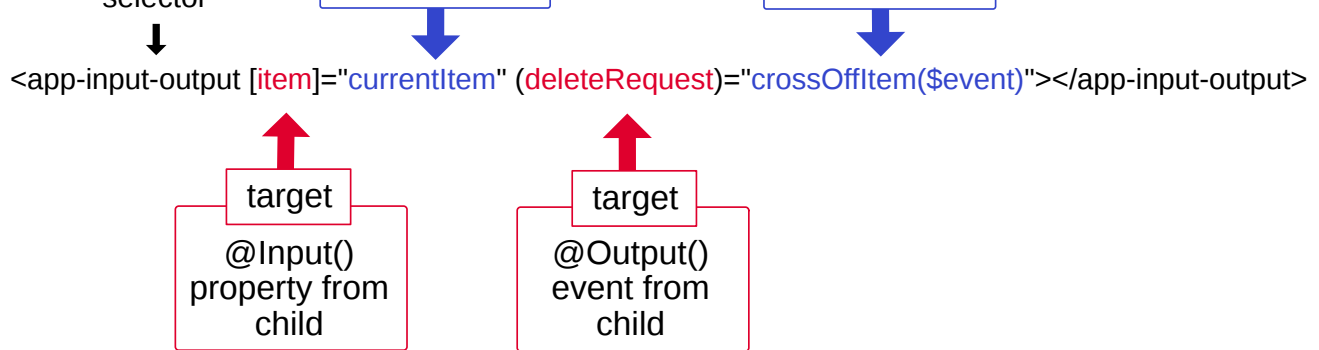 selector
<app-input-output [item]="currentItem" (deleteRequest)="crossOffItem($event)"></app-input-output>
target
@Input()
property from
child
target
@Output()
event from
child